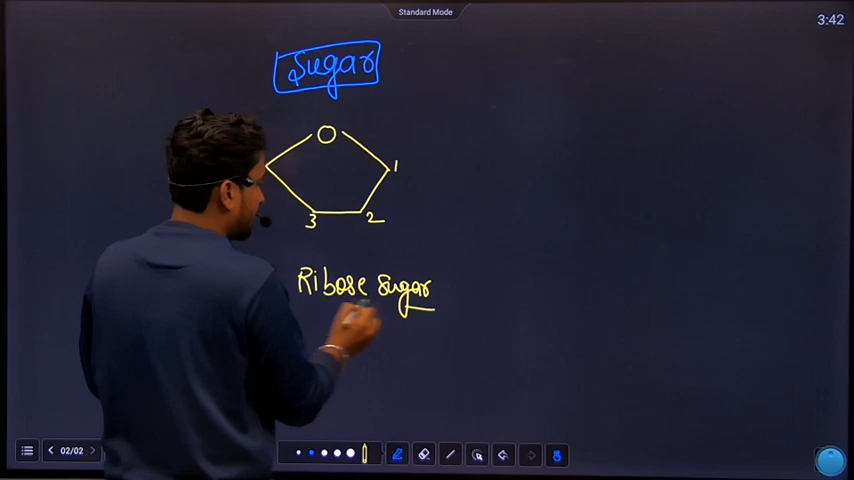 Standard Mode
3:42
Sugar
O
1
3 2
Ribose Sugar
02/02